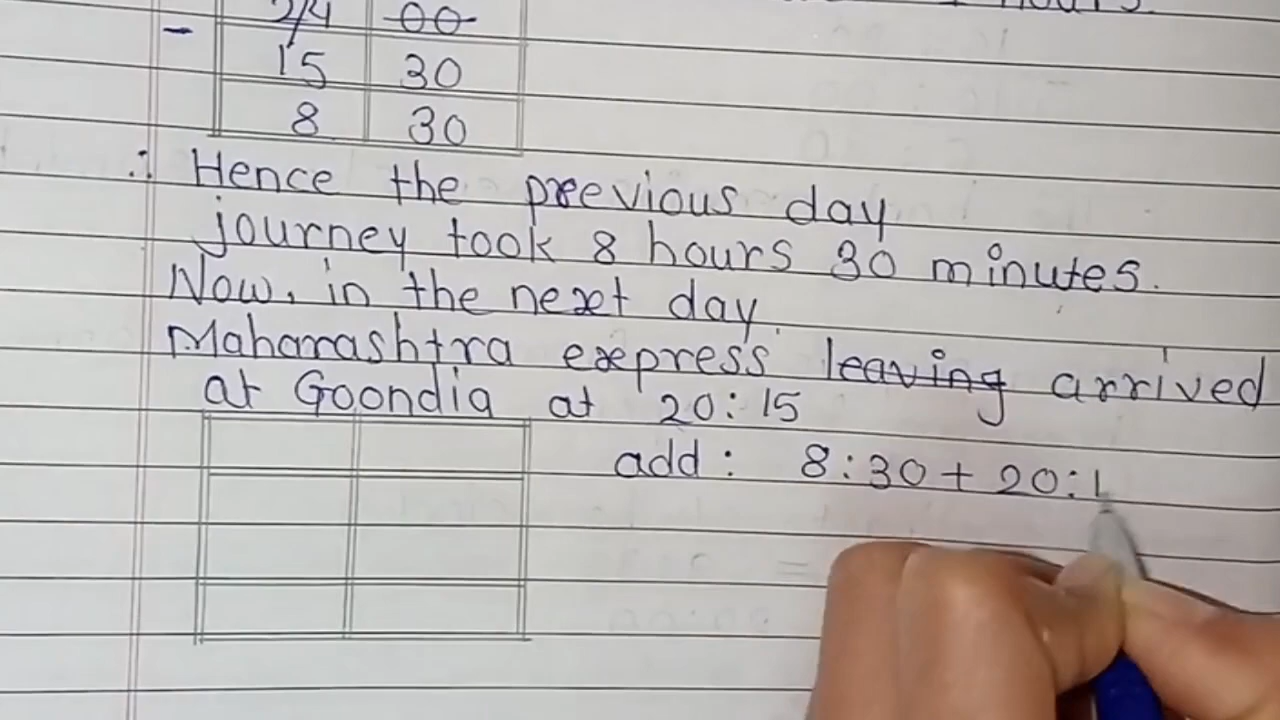 hours.
24 00
- 15 30
8 30
∴ Hence the previous day
journey took 8 hours 30 minutes.
Now, in the next day
Maharashtra express leaving arrived
at Goondia at 20:15
add: 8:30 + 20:1